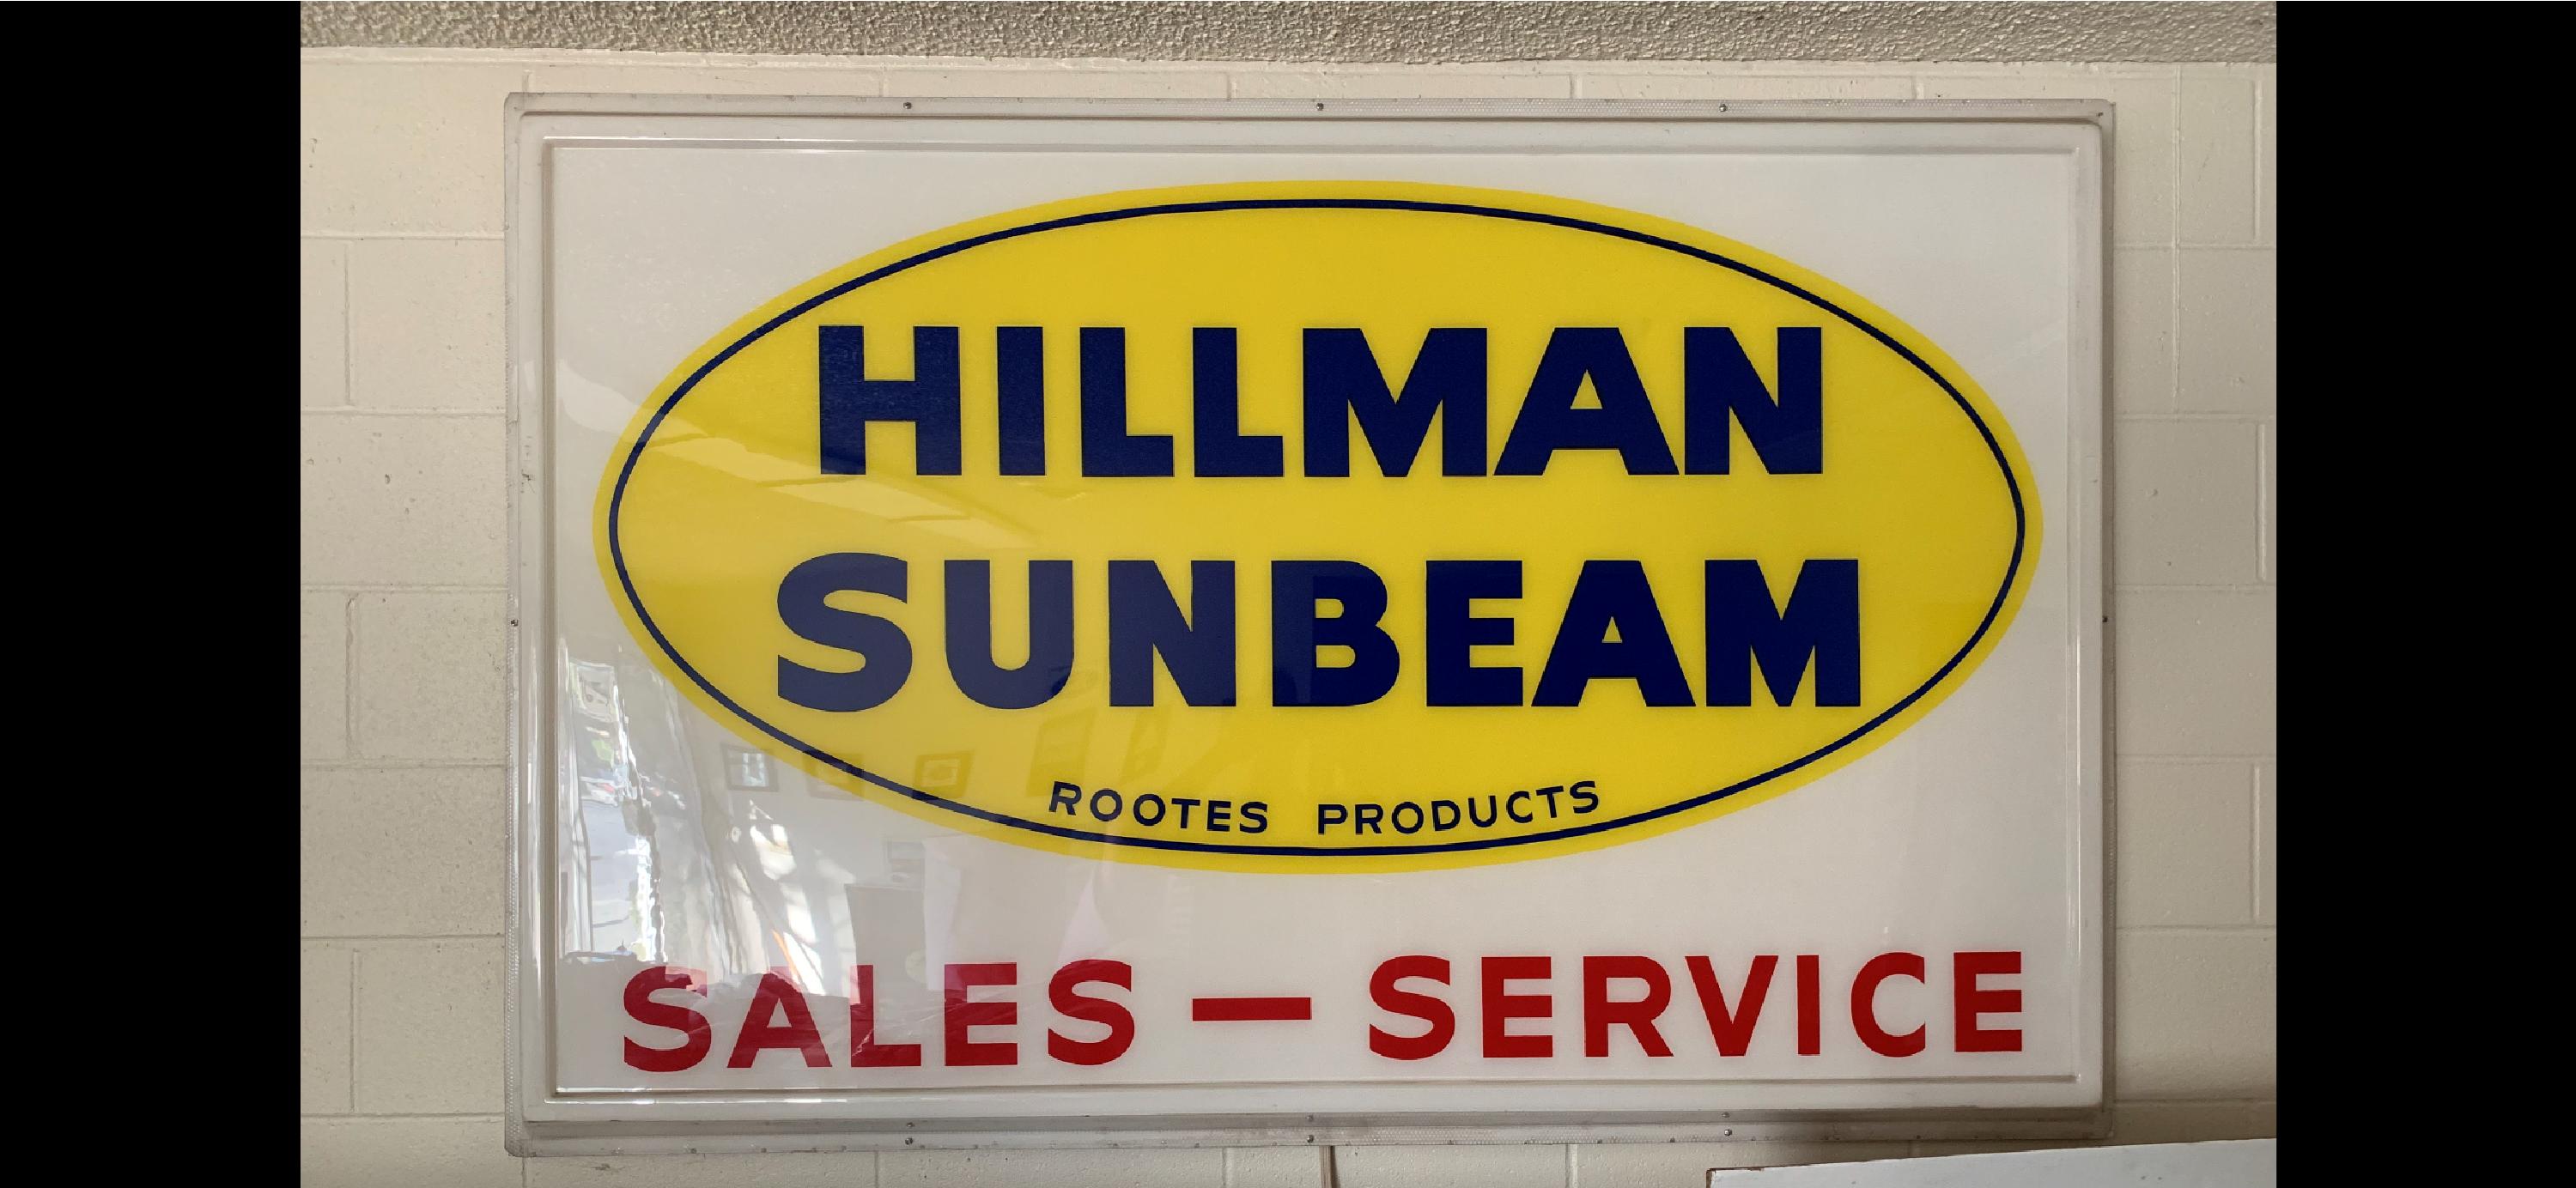 HILLMAN
SUNBEAM
ROOTES PRODUCTS
SALES — SERVICE